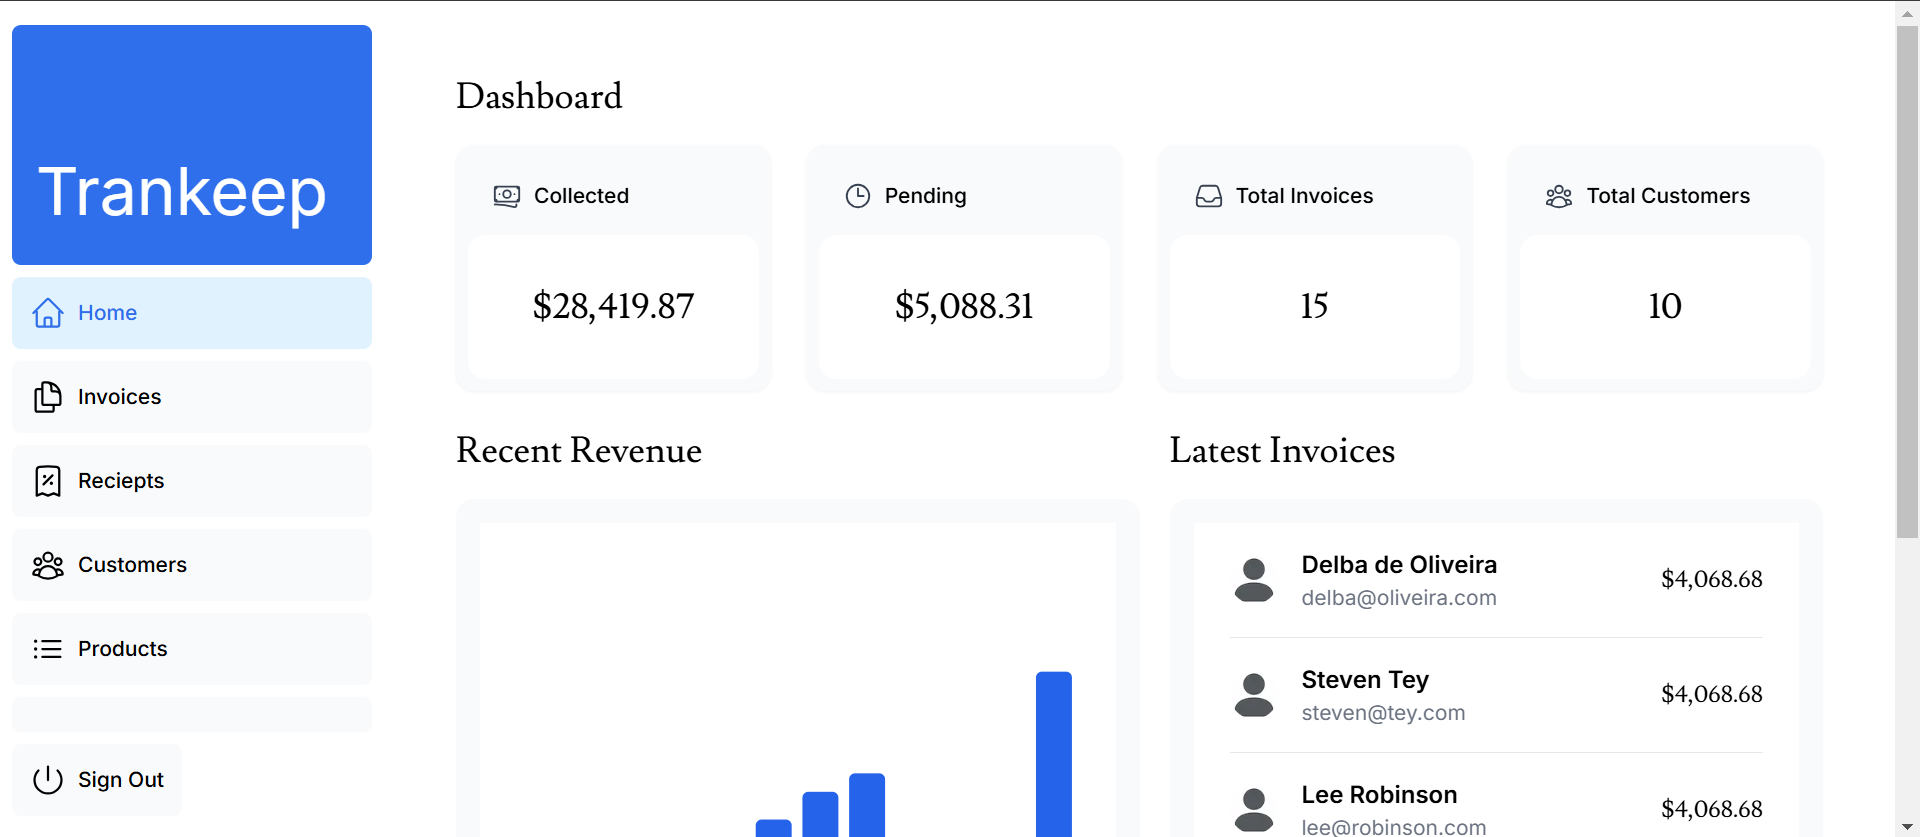 Trankeep
Home
Invoices
Reciepts
Customers
Products
Sign Out
Dashboard
Collected
$28,419.87
Pending
$5,088.31
Total Invoices
15
Total Customers
10
Recent Revenue
Latest Invoices
Delba de Oliveira
delba@oliveira.com
$4,068.68
Steven Tey
steven@tey.com
$4,068.68
Lee Robinson
lee@robinson.com
$4,068.68